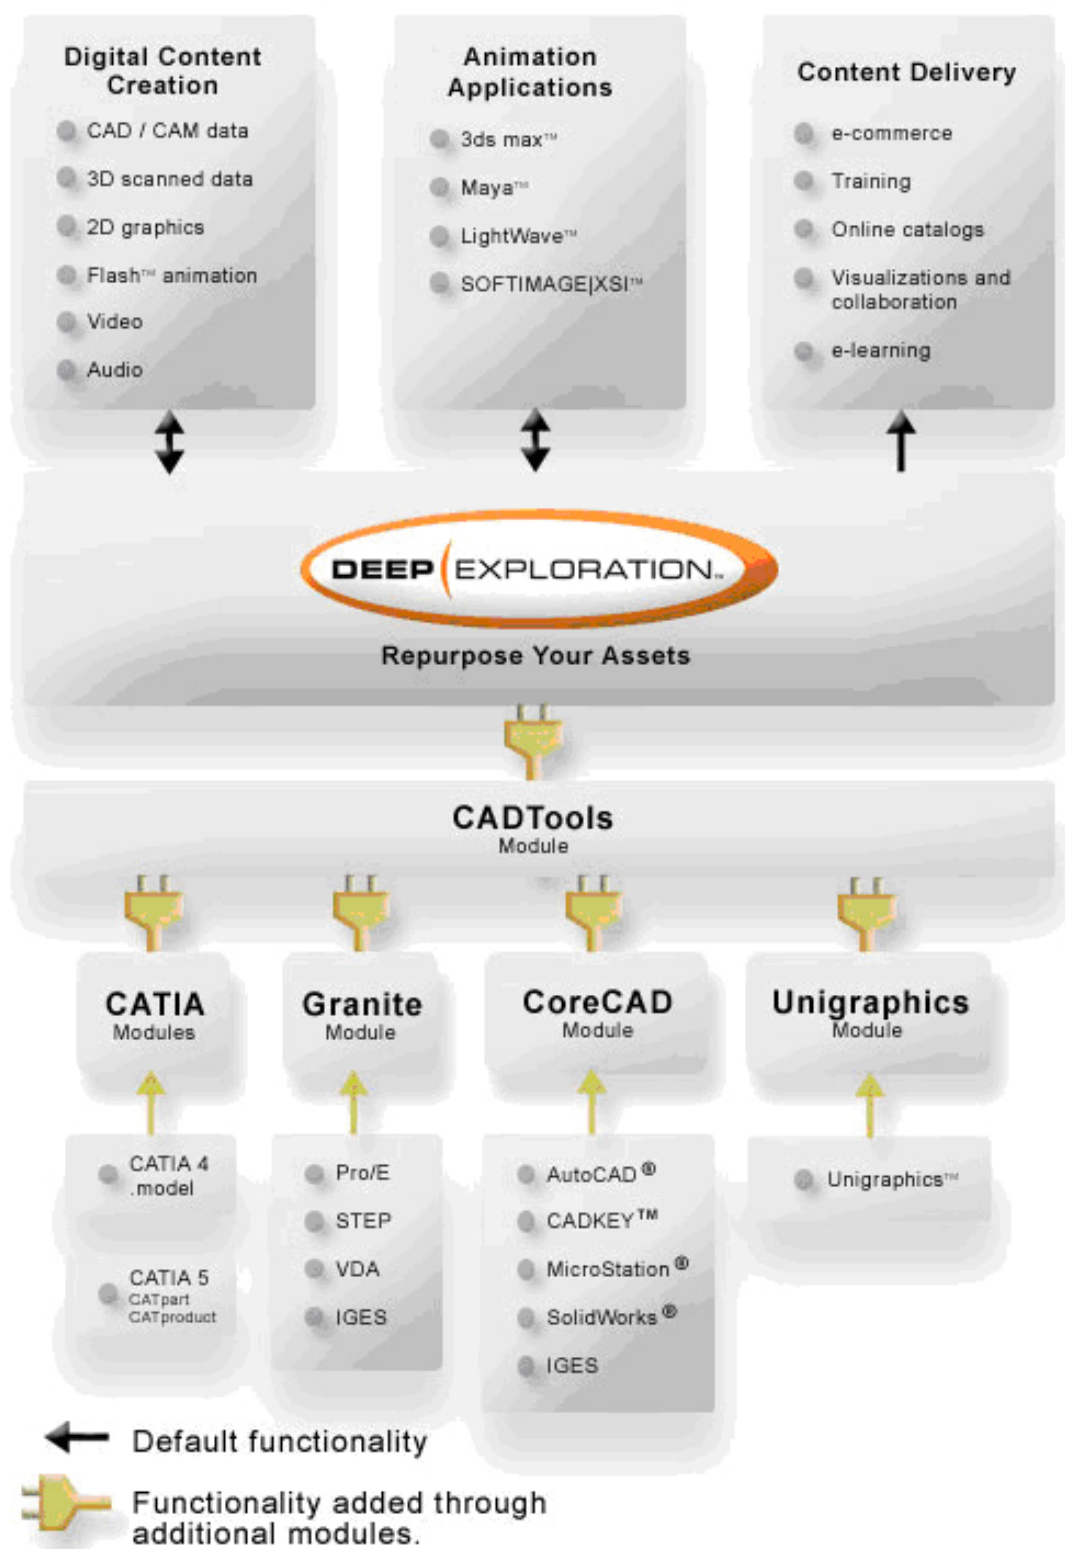 Digital Content
Creation
CAD / CAM data
3D scanned data
2D graphics
Flash™ animation
Video
Audio
Animation
Applications
3ds max™
Maya™
LightWave™
SOFTIMAGE|XSI™
Content Delivery
e-commerce
Training
Online catalogs
Visualizations and
collaboration
e-learning
DEEP EXPLORATION™
Repurpose Your Assets
CADTools
Module
CATIA
Modules
Granite
Module
CoreCAD
Module
Unigraphics
Module
CATIA 4
.model
CATIA 5
CATpart
CATproduct
Pro/E
STEP
VDA
IGES
AutoCAD®
CADKEY™
MicroStation®
SolidWorks®
IGES
Unigraphics™
Default functionality
Functionality added through
additional modules.